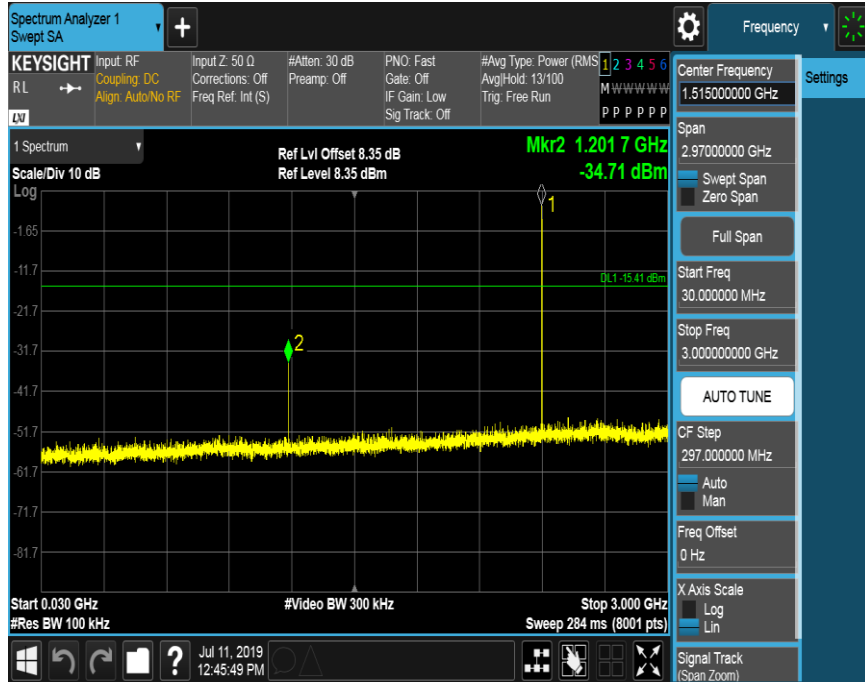 Spectrum Analyzer 1
Swept SA
+
Frequency
KEYSIGHT
RL
LXI
Input: RF
Coupling: DC
Align: Auto/No RF
Input Z: 50 Ω
Corrections: Off
Freq Ref: Int (S)
#Atten: 30 dB
Preamp: Off
PNO: Fast
Gate: Off
IF Gain: Low
Sig Track: Off
#Avg Type: Power (RMS
Avg|Hold: 13/100
Trig: Free Run
1 2 3 4 5 6
M W W W W W
P P P P P P
1 Spectrum
Scale/Div 10 dB
Log
Ref Lvl Offset 8.35 dB
Ref Level 8.35 dBm
Mkr2 1.201 7 GHz
-34.71 dBm
1
-1.65
-11.7
DL1 -15.41 dBm
-21.7
2
-31.7
-41.7
-51.7
-61.7
-71.7
-81.7
Start 0.030 GHz
#Video BW 300 kHz
Stop 3.000 GHz
#Res BW 100 kHz
Sweep 284 ms (8001 pts)
?
Jul 11, 2019
12:45:49 PM
Center Frequency
1.515000000 GHz
Settings
Span
2.97000000 GHz
Swept Span
Zero Span
Full Span
Start Freq
30.000000 MHz
Stop Freq
3.000000000 GHz
AUTO TUNE
CF Step
297.000000 MHz
Auto
Man
Freq Offset
0 Hz
X Axis Scale
Log
Lin
Signal Track
(Span Zoom)